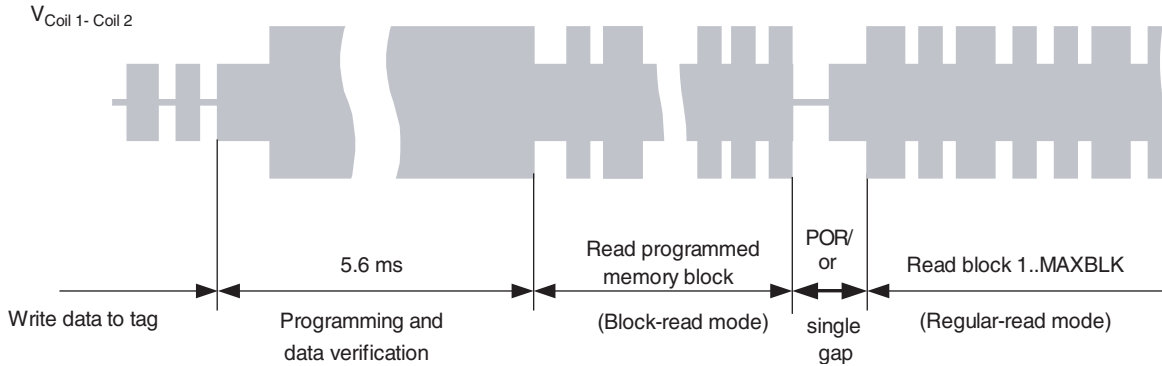 V Coil 1- Coil 2
5.6 ms
Read programmed
memory block
POR/
or
Read block 1..MAXBLK
Write data to tag
Programming and
data verification
(Block-read mode)
single
gap
(Regular-read mode)